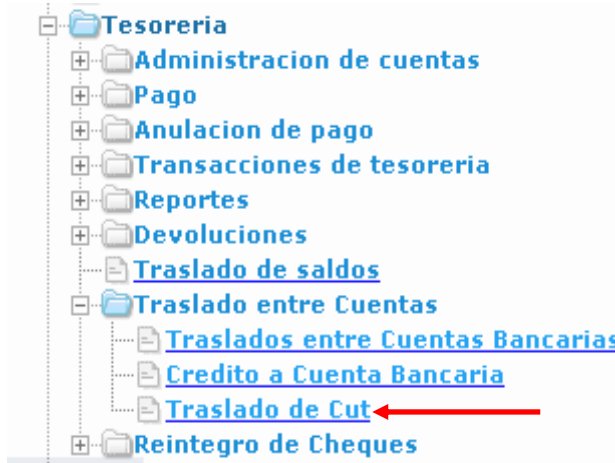 Tesoreria
Administracion de cuentas
Pago
Anulacion de pago
Transacciones de tesoreria
Reportes
Devoluciones
Traslado de saldos
Traslado entre Cuentas
Traslados entre Cuentas Bancarias
Credito a Cuenta Bancaria
Traslado de Cut
Reintegro de Cheques